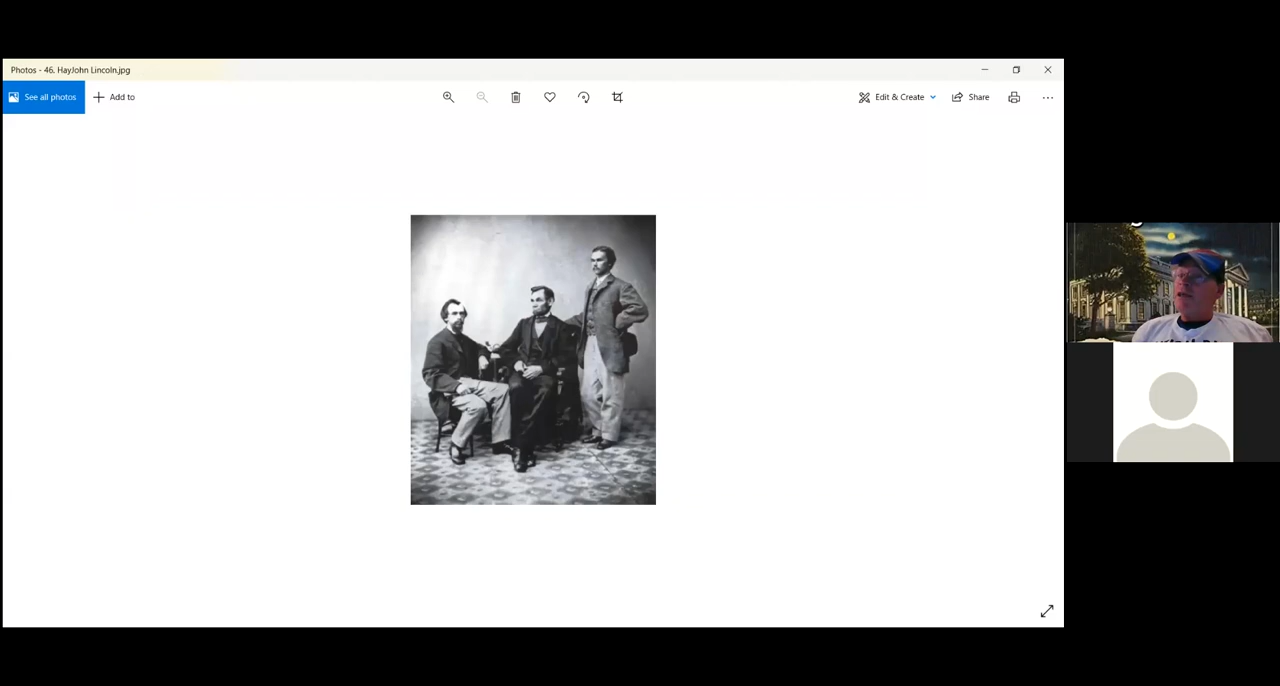 Photos - 46. HayJohn Lincoln.jpg
See all photos
Add to
Edit & Create
Share